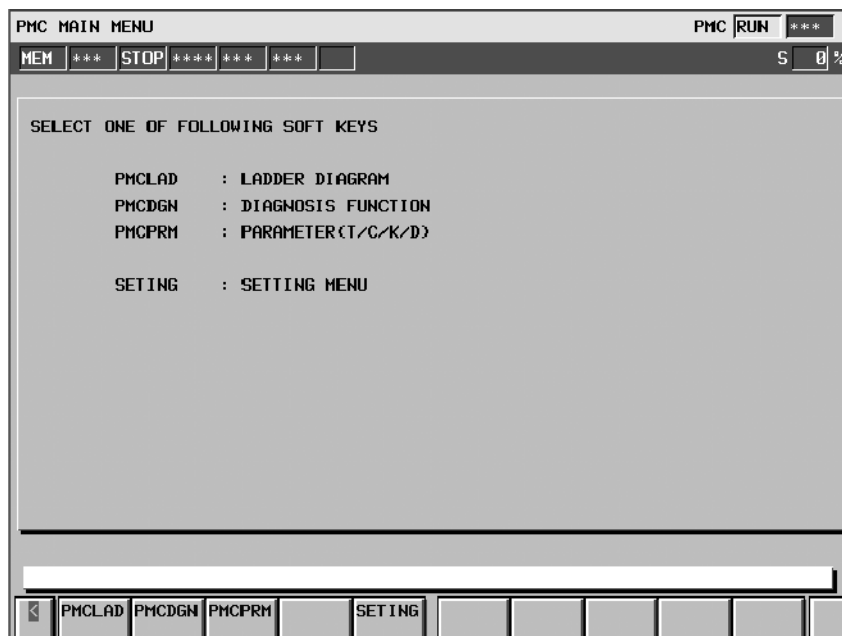 PMC MAIN MENU PMC RUN ***
MEM *** STOP **** *** *** S 0 %
SELECT ONE OF FOLLOWING SOFT KEYS
PMCLAD : LADDER DIAGRAM
PMCDGN : DIAGNOSIS FUNCTION
PMCPRM : PARAMETER(T/C/K/D)
SETING : SETTING MENU
< PMCLAD PMCDGN PMCPRM SETING